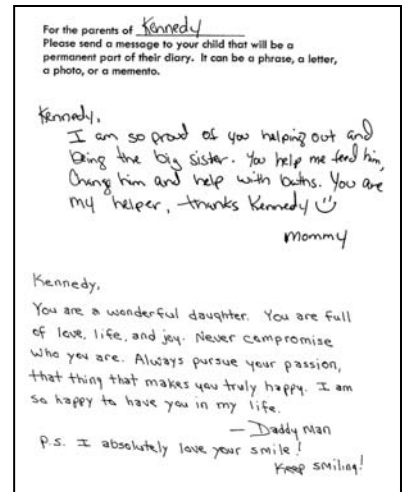 For the parents of Kennedy
Please send a message to your child that will be a
permanent part of their diary. It can be a phrase, a letter,
a photo, or a memento.
Kennedy,
I am so proud of you helping out and
being the big sister. You help me feed him,
Chang him and help with baths. You are
my helper, thanks Kennedy ☺
Mommy
Kennedy,
You are a wonderful daughter. You are full
of love, life, and joy. Never compromise
who you are. Always pursue your passion,
that thing that makes you truly happy. I am
so happy to have you in my life.
— Daddy Man
P.S. I absolutely love your smile!
Keep smiling!